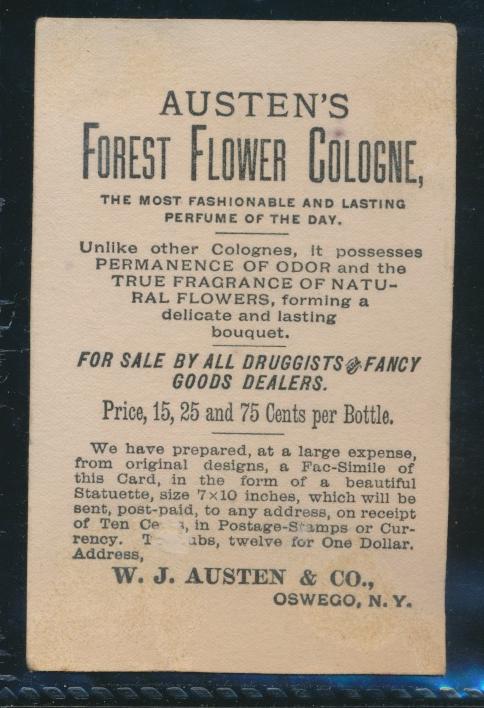 AUSTEN'S
FOREST FLOWER COLOGNE,
THE MOST FASHIONABLE AND LASTING
PERFUME OF THE DAY.
Unlike other Colognes, it possesses
PERMANENCE OF ODOR and the
TRUE FRAGRANCE OF NATU-
RAL FLOWERS, forming a
delicate and lasting
bouquet.
FOR SALE BY ALL DRUGGISTS and FANCY
GOODS DEALERS.
Price, 15, 25 and 75 Cents per Bottle.
We have prepared, at a large expense,
from original designs, a Fac-Simile of
this Card, in the form of a beautiful
Statuette, size 7×10 inches, which will be
sent, post-paid, to any address, on receipt
of Ten in Postage-Stamps or Cur-
rency. twelve for One Dollar.
Address,
W. J. AUSTEN & CO.,
OSWEGO, N. Y.